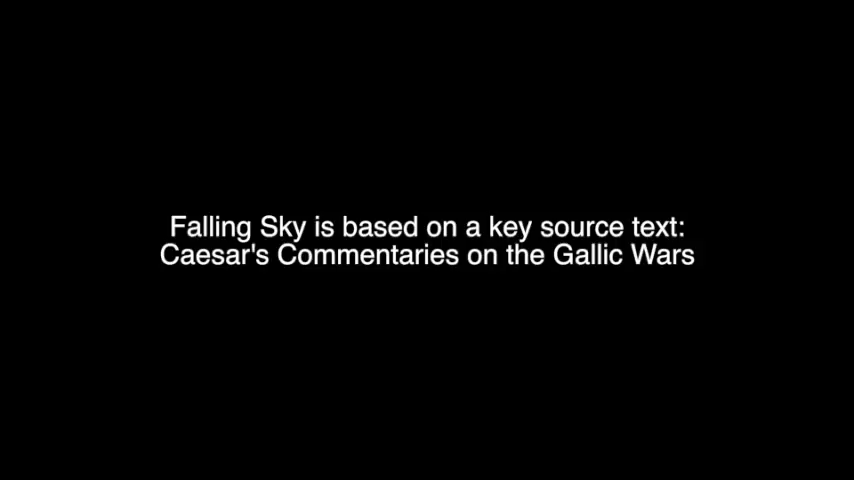 Falling Sky is based on a key source text:
Caesar's Commentaries on the Gallic Wars